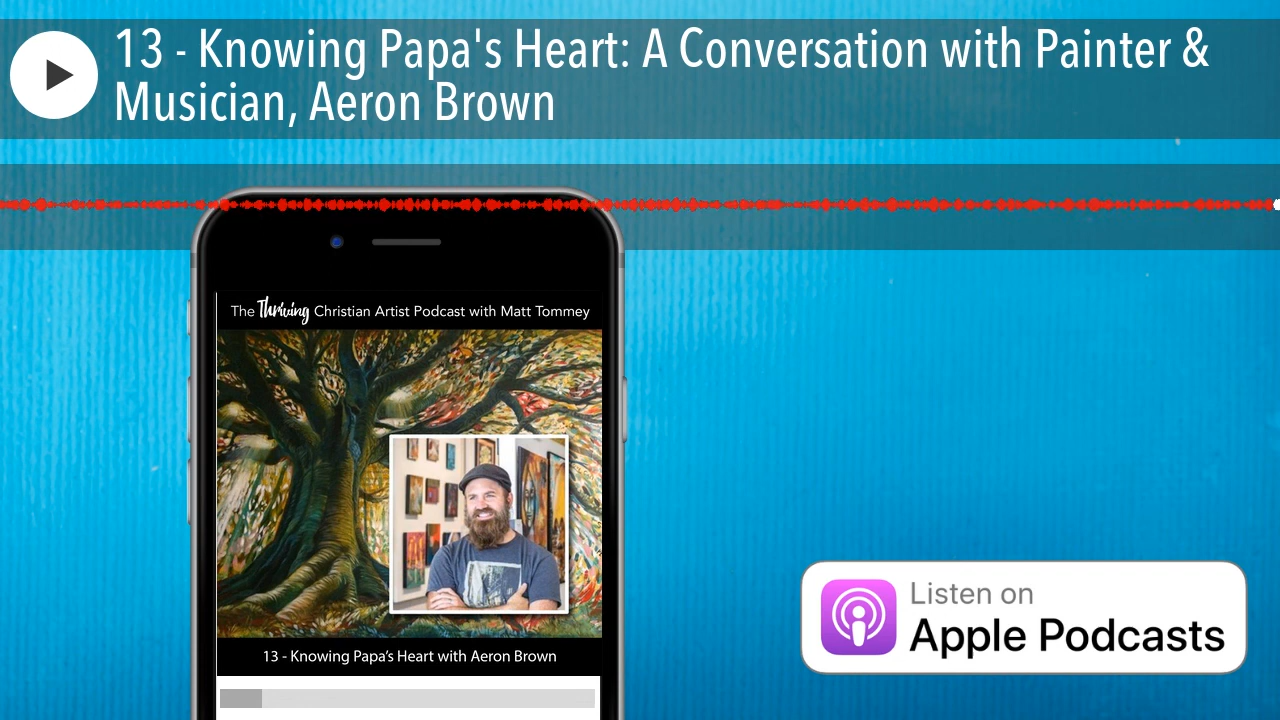 13 - Knowing Papa's Heart: A Conversation with Painter &
Musician, Aeron Brown
The Thriving Christian Artist Podcast with Matt Tommey
13 - Knowing Papa’s Heart with Aeron Brown
Listen on
Apple Podcasts